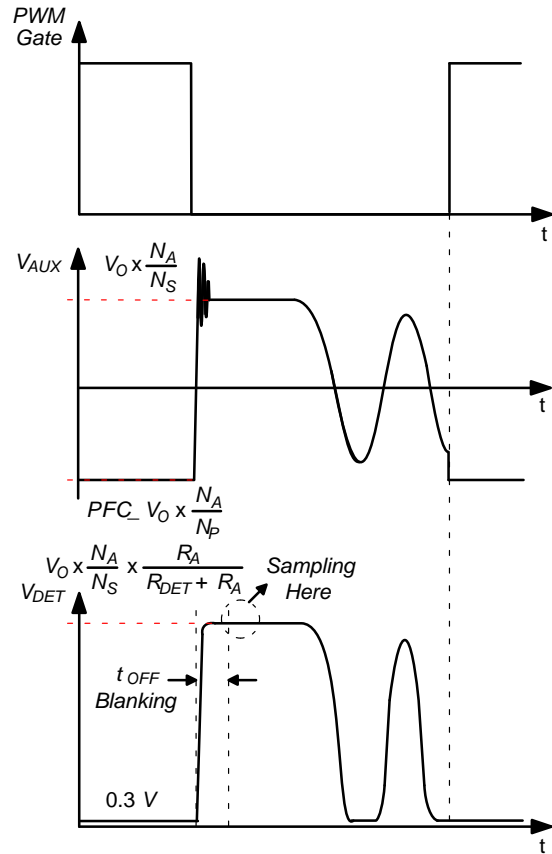 PWM
Gate
t
V_AUX
V_O x N_A/N_S
t
PFC_ V_O x N_A/N_P
V_O x N_A/N_S x R_A/(R_DET + R_A)
Sampling
Here
V_DET
t_OFF
Blanking
0.3 V
t